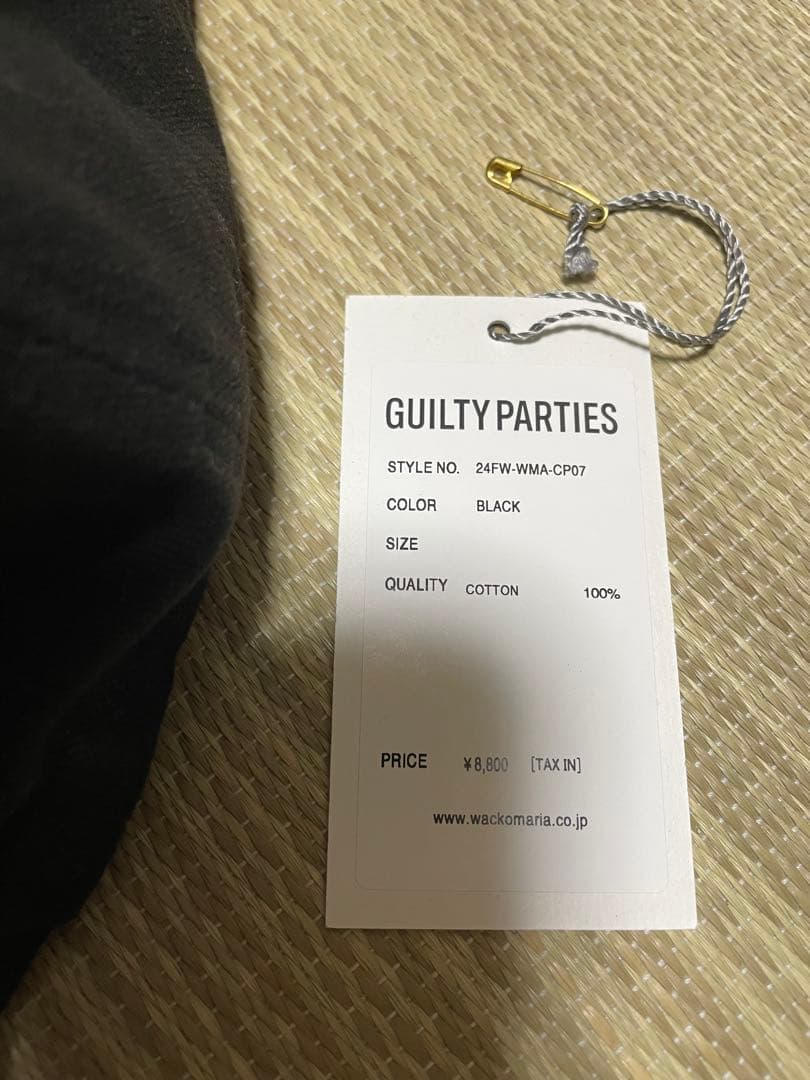 GUILTY PARTIES
STYLE NO. 24FW-WMA-CP07
COLOR BLACK
SIZE
QUALITY COTTON 100%
PRICE ¥8,800 [TAX IN]
www.wackomaria.co.jp